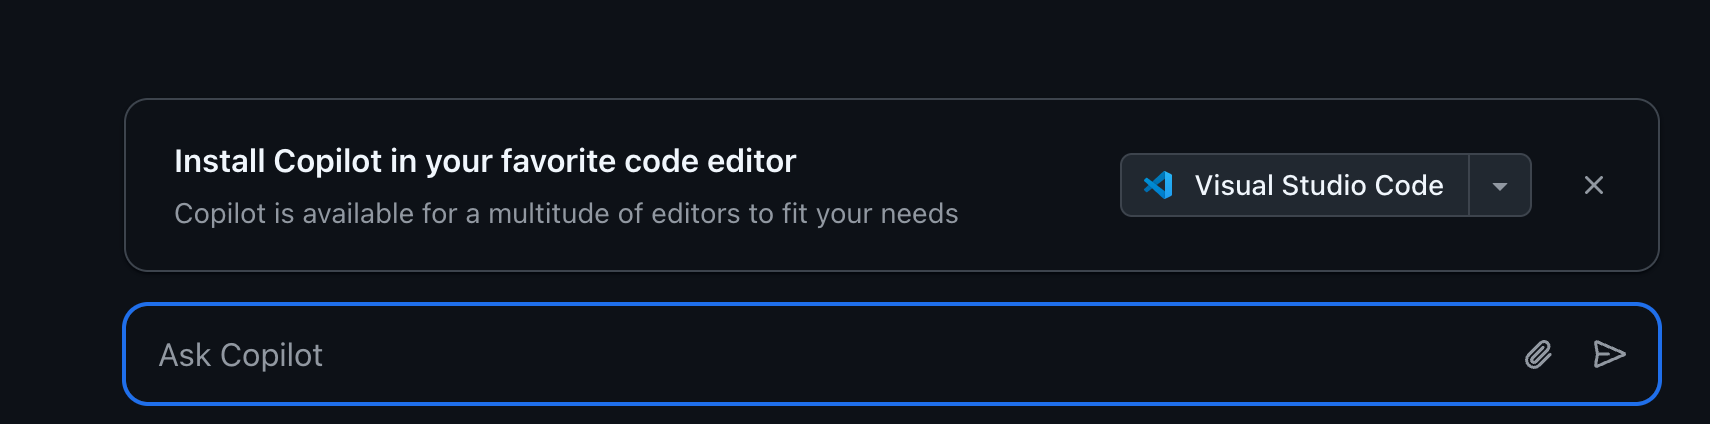 Install Copilot in your favorite code editor
Copilot is available for a multitude of editors to fit your needs
Visual Studio Code
Ask Copilot